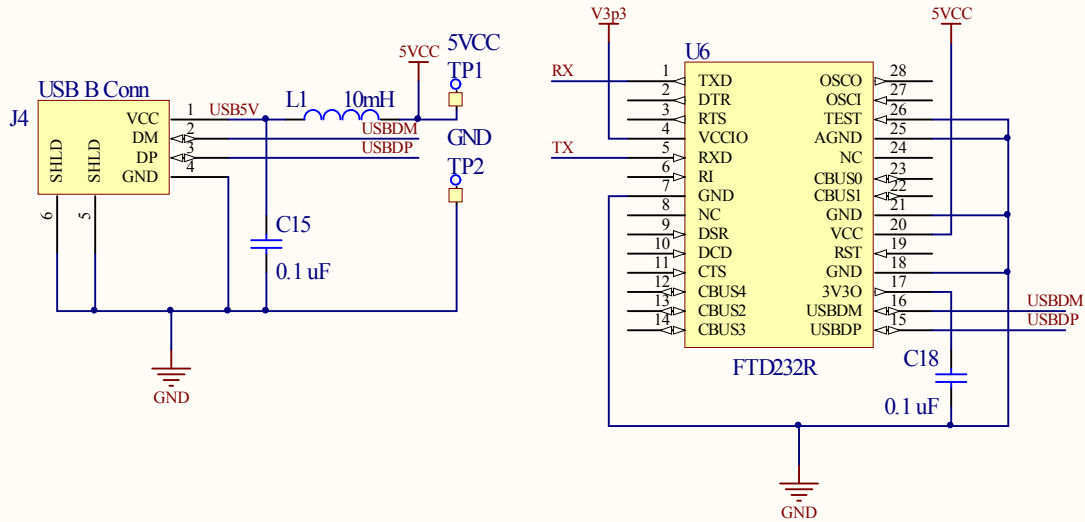 5VCC
5VCC
TP1
USB B Conn
J4
VCC 1 USB5V L1 10mH
DM 2 USBDM
DP 3 USBDP
GND 4
SHLD SHLD
6 5
GND
TP2
C15
0.1 uF
GND
V3p3
5VCC
U6
RX 1 TXD OSCO 28
2 DTR OSCI 27
3 RTS TEST 26
4 VCCIO AGND 25
TX 5 RXD NC 24
6 RI CBUS0 23
7 GND CBUS1 22
8 NC GND 21
9 DSR VCC 20
10 DCD RST 19
11 CTS GND 18
12 CBUS4 3V3O 17
13 CBUS2 USBDM 16 USBDM
14 CBUS3 USBDP 15 USBDP
FTD232R
C18
0.1 uF
GND